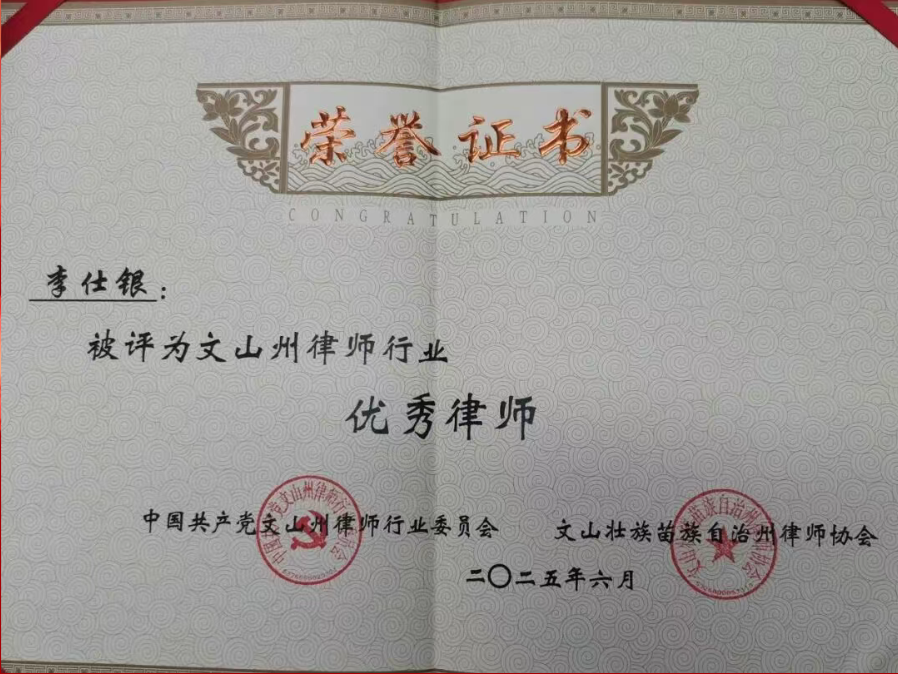 荣誉证书
CONGRATULATION
李仕银：
被评为文山州律师行业
优秀律师
中国共产党文山州律师行业委员会
文山壮族苗族自治州律师协会
二〇二五年六月